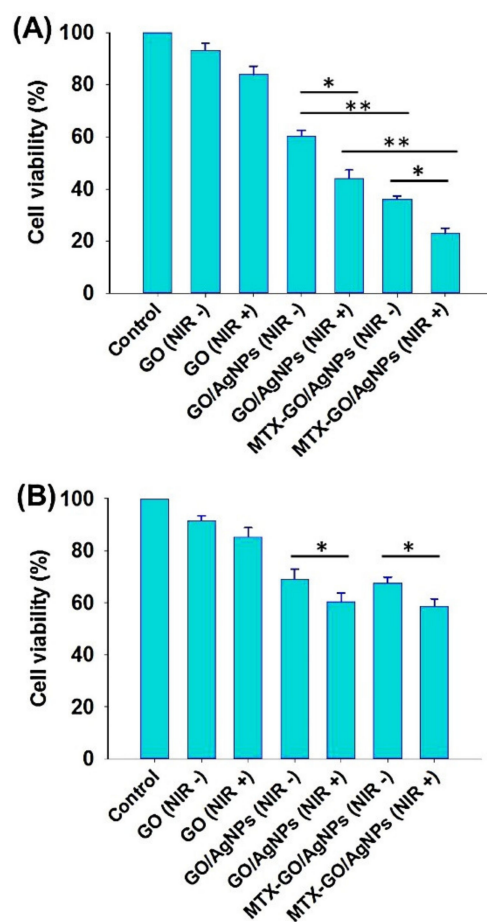 (A)
Cell viability (%)
100
80
60
40
20
0
*
**
**
*
Control
GO (NIR -)
GO (NIR +)
GO/AgNPs (NIR -)
GO/AgNPs (NIR +)
MTX-GO/AgNPs (NIR -)
MTX-GO/AgNPs (NIR +)
(B)
Cell viability (%)
100
80
60
40
20
0
*
*
Control
GO (NIR -)
GO (NIR +)
GO/AgNPs (NIR -)
GO/AgNPs (NIR +)
MTX-GO/AgNPs (NIR -)
MTX-GO/AgNPs (NIR +)